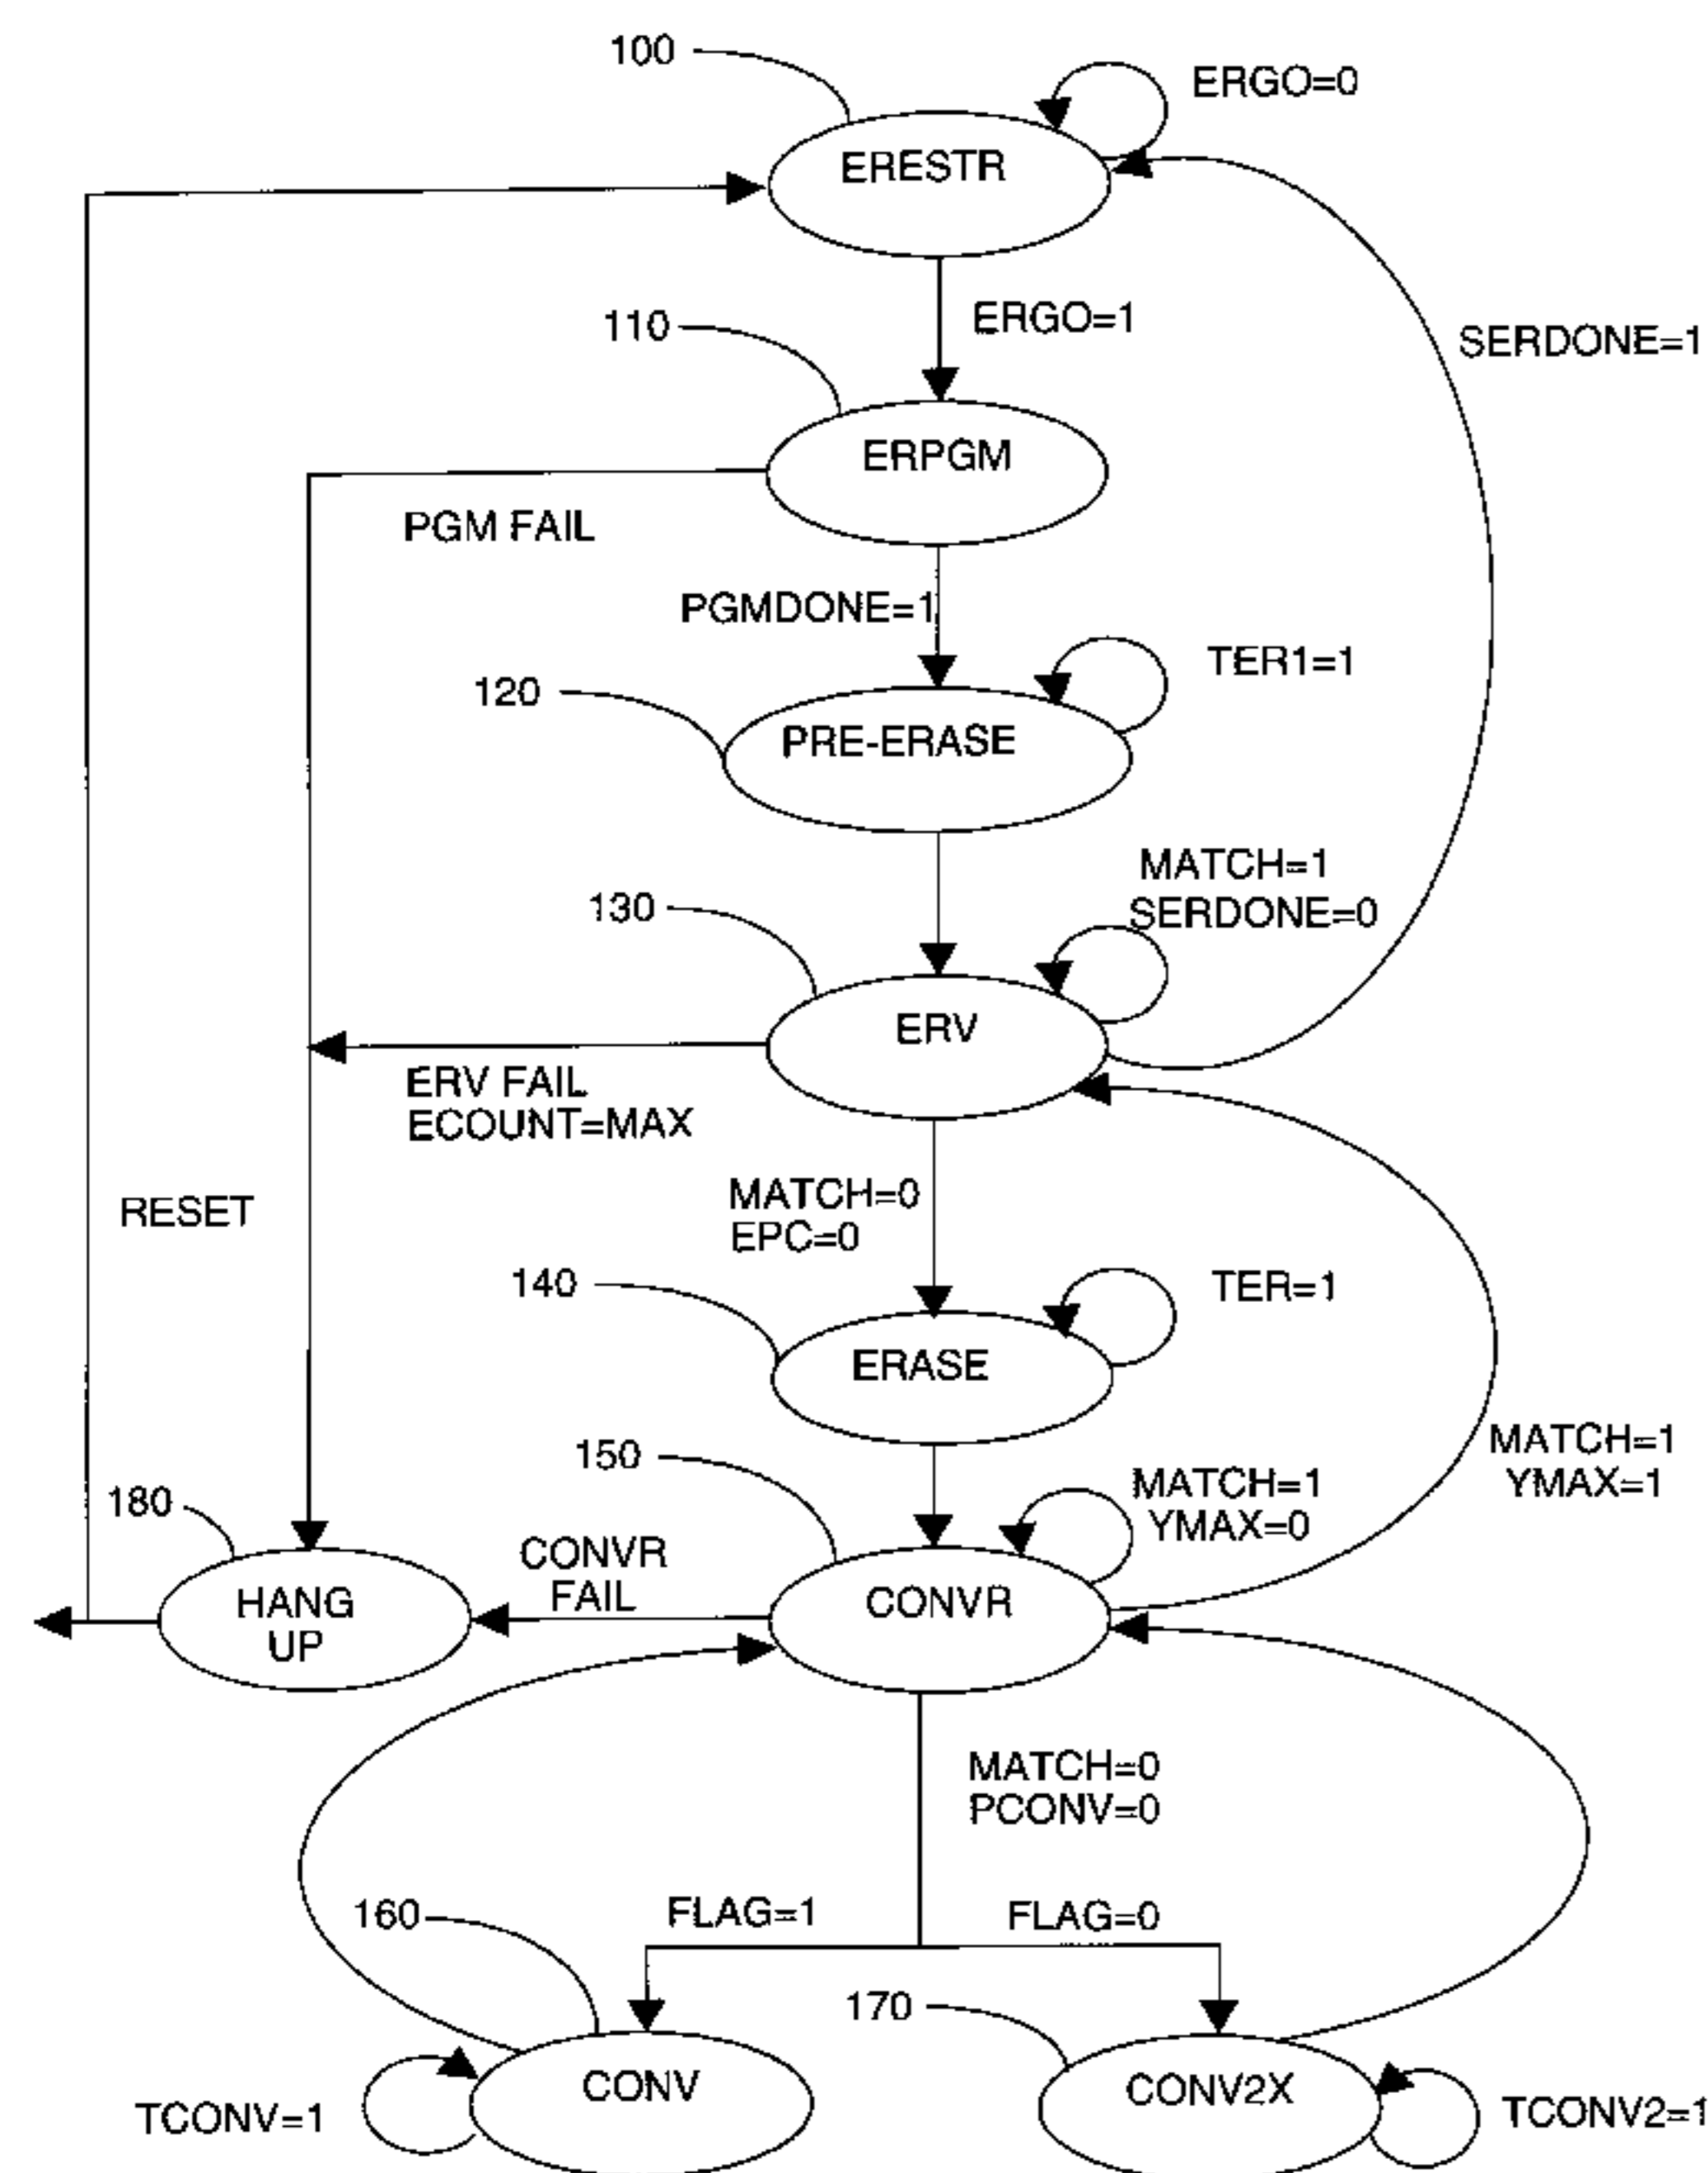 100
ERGO=0
ERESTR
110
ERGO=1
SERDONE=1
ERPGM
PGM FAIL
PGMDONE=1
120
TER1=1
PRE-ERASE
130
MATCH=1
SERDONE=0
ERV
ERV FAIL
ECOUNT=MAX
RESET
MATCH=0
EPC=0
140
TER=1
ERASE
150
MATCH=1
YMAX=0
MATCH=1
YMAX=1
180
CONVR
FAIL
HANG
UP
CONVR
MATCH=0
PCONV=0
160
FLAG=1
FLAG=0
170
CONV
TCONV=1
CONV2X
TCONV2=1